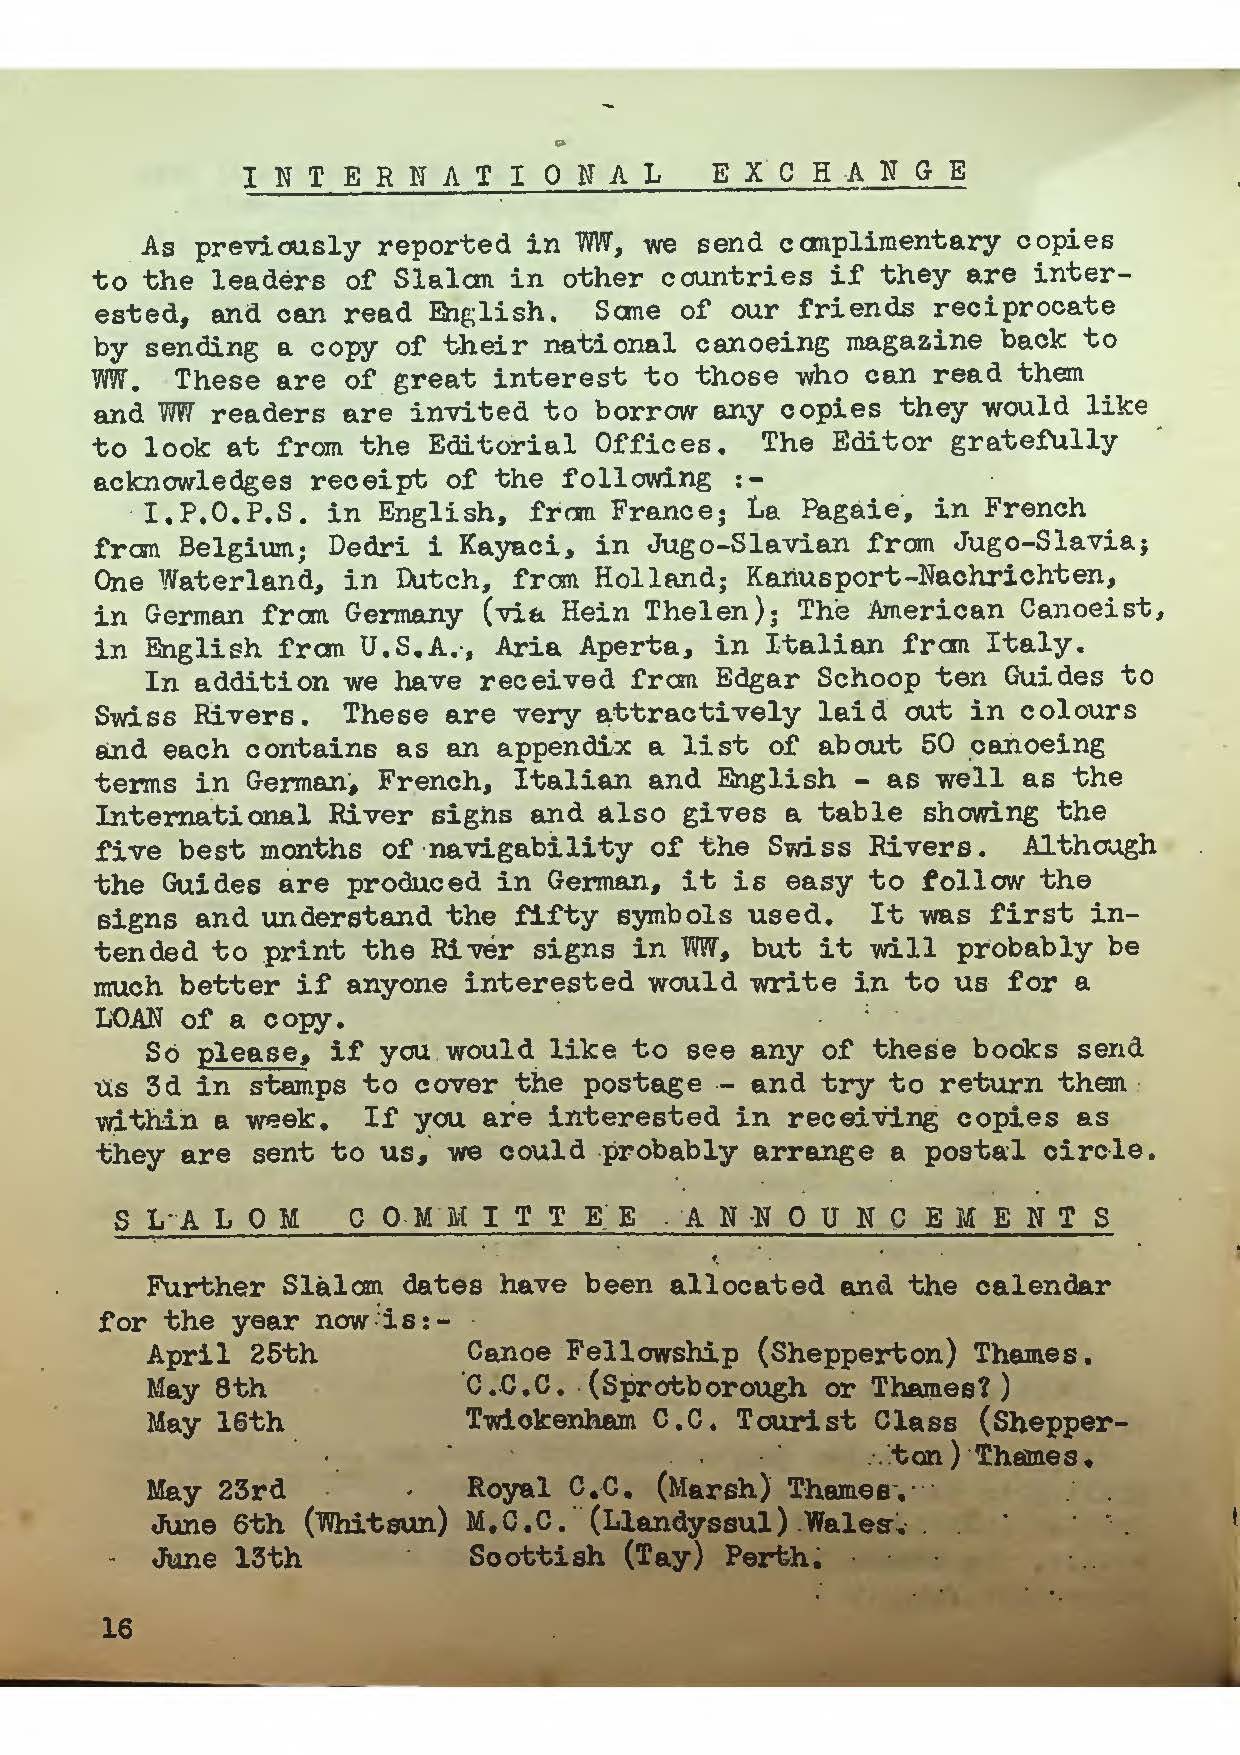 INTERNATIONAL EXCHANGE
As previously reported in WW, we send complimentary copies
to the leaders of Slalom in other countries if they are inter-
ested, and can read English. Some of our friends reciprocate
by sending a copy of their national canoeing magazine back to
WW. These are of great interest to those who can read them
and WW readers are invited to borrow any copies they would like
to look at from the Editorial Offices. The Editor gratefully
acknowledges receipt of the following :-
I.P.O.P.S. in English, from France; La Pagaie, in French
from Belgium; Dedri i Kayaci, in Jugo-Slavian from Jugo-Slavia;
One Waterland, in Dutch, from Holland; Kanusport-Nachrichten,
in German from Germany (via Hein Thelen); The American Canoeist,
in English from U.S.A., Aria Aperta, in Italian from Italy.
In addition we have received from Edgar Schoop ten Guides to
Swiss Rivers. These are very attractively laid out in colours
and each contains as an appendix a list of about 50 canoeing
terms in German, French, Italian and English - as well as the
International River signs and also gives a table showing the
five best months of navigability of the Swiss Rivers. Although
the Guides are produced in German, it is easy to follow the
signs and understand the fifty symbols used. It was first in-
tended to print the River signs in WW, but it will probably be
much better if anyone interested would write in to us for a
LOAN of a copy.
So please, if you would like to see any of these books send
us 3d in stamps to cover the postage - and try to return them
within a week. If you are interested in receiving copies as
they are sent to us, we could probably arrange a postal circle.
SLALOM COMMITTEE ANNOUNCEMENTS
Further Slalom dates have been allocated and the calendar
for the year now is:-
April 25th Canoe Fellowship (Shepperton) Thames.
May 8th C.C.C. (Sprotborough or Thames?)
May 16th Twickenham C.C. Tourist Class (Shepper-
ton) Thames.
May 23rd Royal C.C. (Marsh) Thames.
June 6th (Whitsun) M.C.C. (Llandyssul) Wales.
June 13th Scottish (Tay) Perth.
16